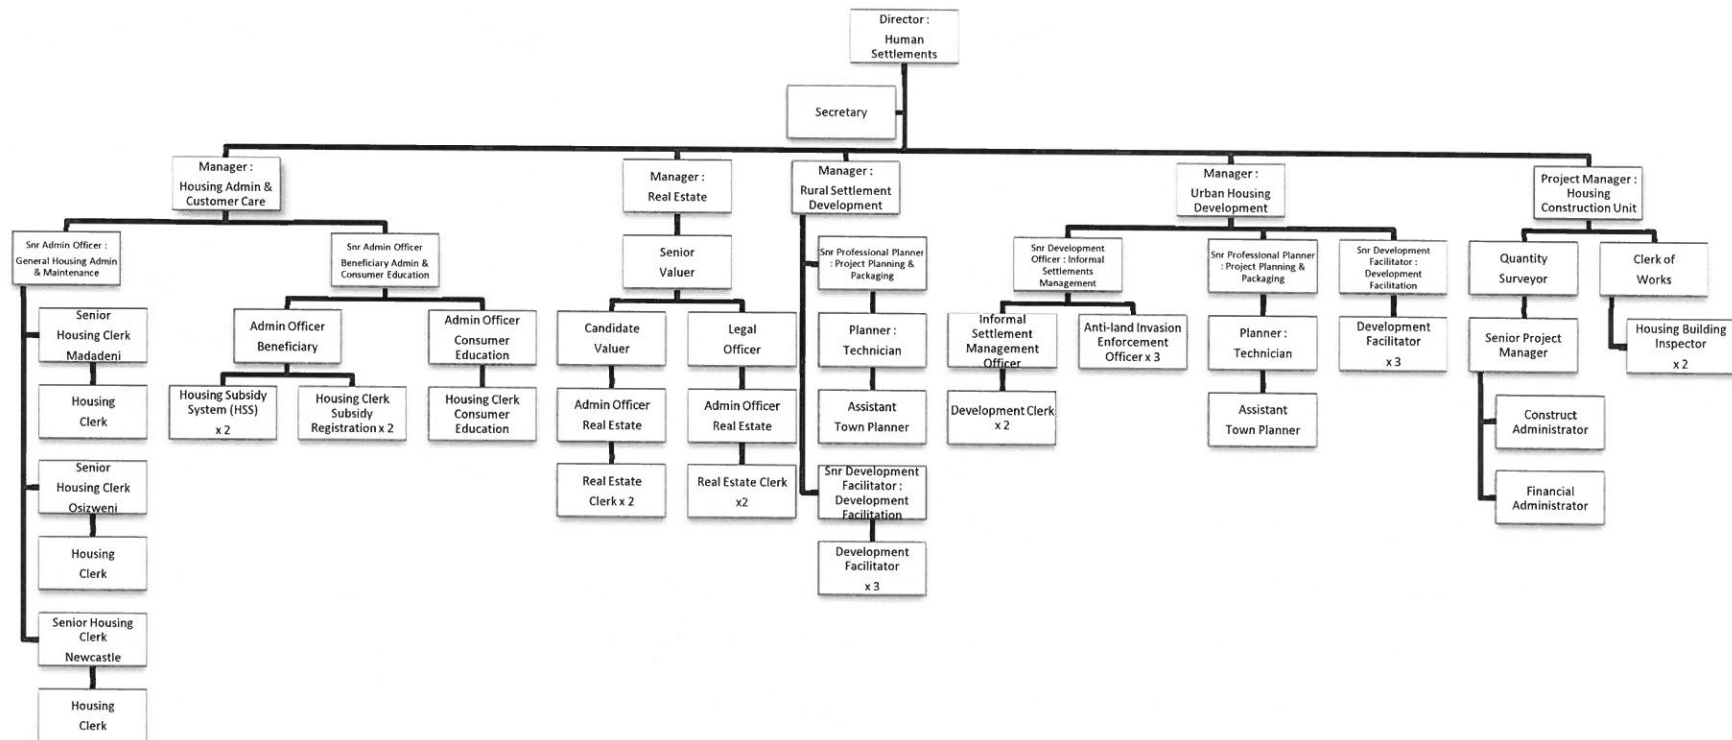 Director :
Human
Settlements
Secretary
Manager :
Housing Admin &
Customer Care
Manager :
Real Estate
Manager :
Rural Settlement
Development
Manager :
Urban Housing
Development
Project Manager :
Housing
Construction Unit
Snr Admin Officer :
General Housing Admin
& Maintenance
Snr Admin Officer
Beneficiary Admin &
Consumer Education
Senior
Valuer
Snr Professional Planner
: Project Planning &
Packaging
Snr Development
Officer : Informal
Settlements
Management
Snr Professional Planner
: Project Planning &
Packaging
Snr Development
Facilitator :
Development
Facilitation
Quantity
Surveyor
Clerk of
Works
Senior
Housing Clerk
Madadeni
Admin Officer
Beneficiary
Admin Officer
Consumer
Education
Candidate
Valuer
Legal
Officer
Planner :
Technician
Informal
Settlement
Management
Officer
Anti-land Invasion
Enforcement
Officer x 3
Planner :
Technician
Development
Facilitator
x 3
Senior Project
Manager
Housing Building
Inspector
x 2
Housing
Clerk
Housing Subsidy
System (HSS)
x 2
Housing Clerk
Subsidy
Registration x 2
Housing Clerk
Consumer
Education
Admin Officer
Real Estate
Admin Officer
Real Estate
Assistant
Town Planner
Development Clerk
x 2
Assistant
Town Planner
Construct
Administrator
Senior
Housing Clerk
Osizweni
Real Estate
Clerk x 2
Real Estate Clerk
x2
Snr Development
Facilitator :
Development
Facilitation
Financial
Administrator
Housing
Clerk
Development
Facilitator
x 3
Senior Housing
Clerk
Newcastle
Housing
Clerk